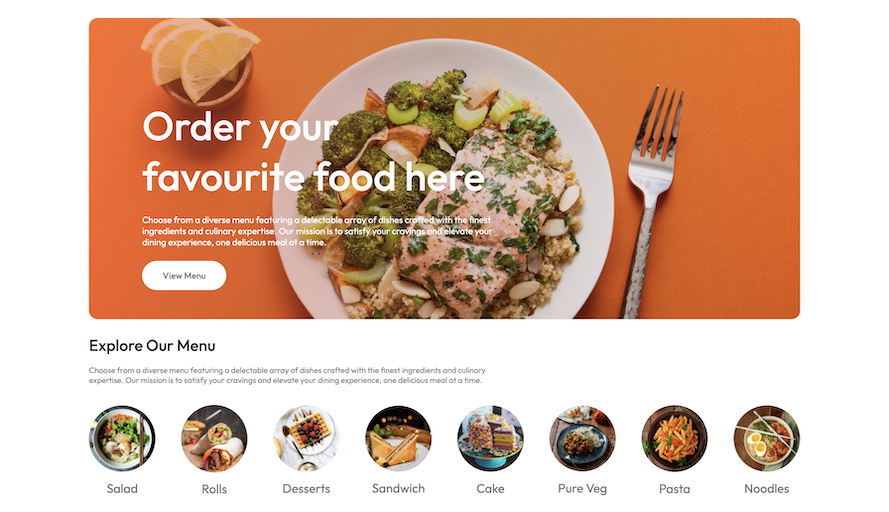 Order your
favourite food here
Choose from a diverse menu featuring a delectable array of dishes crafted with the finest
ingredients and culinary expertise. Our mission is to satisfy your cravings and elevate your
dining experience, one delicious meal at a time.
View Menu
Explore Our Menu
Choose from a diverse menu featuring a delectable array of dishes crafted with the finest ingredients and culinary
expertise. Our mission is to satisfy your cravings and elevate your dining experience, one delicious meal at a time.
Salad
Rolls
Desserts
Sandwich
Cake
Pure Veg
Pasta
Noodles